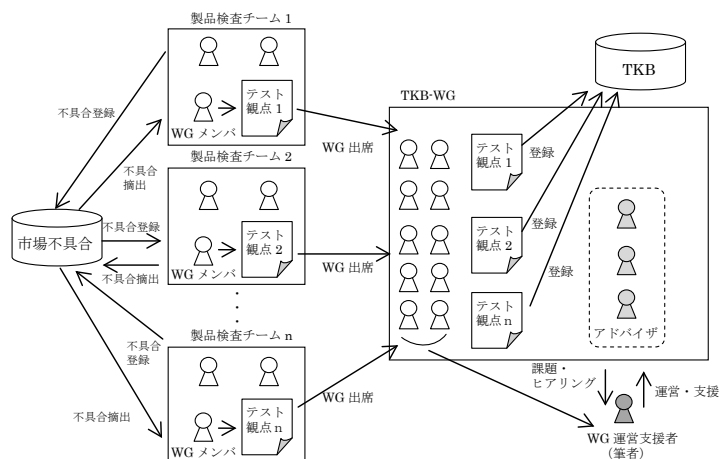 製品検査チーム 1
テスト
観点 1
WG メンバ
不具合登録
不具合
摘出
製品検査チーム 2
テスト
観点 2
WG メンバ
市場不具合
不具合登録
不具合摘出
・
・
・
製品検査チーム n
テスト
観点 n
WG メンバ
不具合
登録
不具合摘出
WG 出席
WG 出席
WG 出席
TKB
TKB-WG
テスト
観点 1
テスト
観点 2
テスト
観点 n
登録
登録
登録
アドバイザ
課題・
ヒアリング
運営・支援
WG 運営支援者
(筆者)